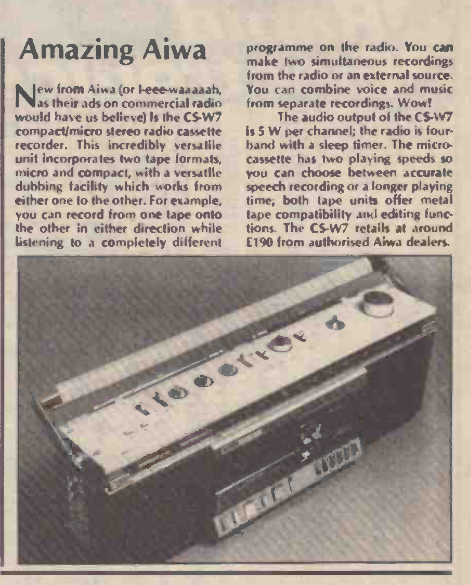 Amazing Aiwa
New from Aiwa (or I-eee-waaaaah,
as their ads on commercial radio
would have us believe) is the CS-W7
compact/micro stereo radio cassette
recorder. This incredibly versatile
unit incorporates two tape formats,
micro and compact, with a versatile
dubbing facility which works from
either one to the other. For example,
you can record from one tape onto
the other in either direction while
listening to a completely different
programme on the radio. You can
make two simultaneous recordings
from the radio or an external source.
You can combine voice and music
from separate recordings. Wow!
The audio output of the CS-W7
is 5 W per channel; the radio is four-
band with a sleep timer. The micro-
cassette has two playing speeds so
you can choose between accurate
speech recording or a longer playing
time; both tape units offer metal
tape compatibility and editing func-
tions. The CS-W7 retails at around
£190 from authorised Aiwa dealers.